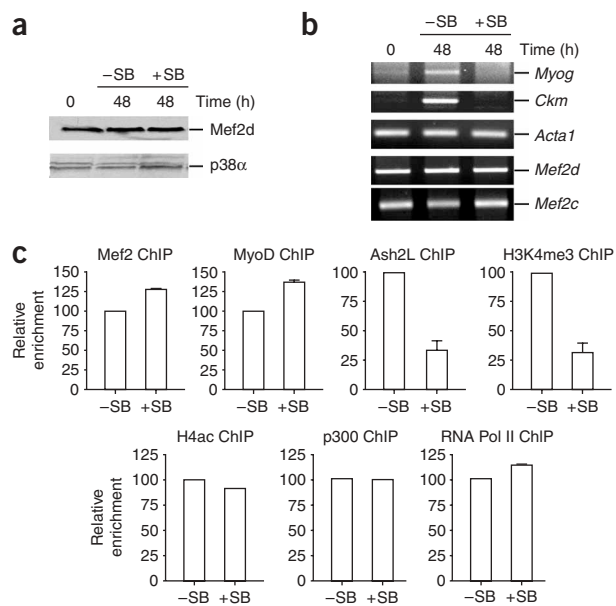 a
−SB +SB
0 48 48 Time (h)
Mef2d
p38α
b
−SB +SB
0 48 48 Time (h)
Myog
Ckm
Acta1
Mef2d
Mef2c
c
Mef2 ChIP MyoD ChIP Ash2L ChIP H3K4me3 ChIP
Relative enrichment
150 150 100 100
125 125 75 75
100 100 50 50
75 75 25 25
50 50 0 0
25 25
0 0
−SB +SB −SB +SB −SB +SB −SB +SB
H4ac ChIP p300 ChIP RNA Pol II ChIP
Relative enrichment
125 125 125
100 100 100
75 75 75
50 50 50
25 25 25
0 0 0
−SB +SB −SB +SB −SB +SB